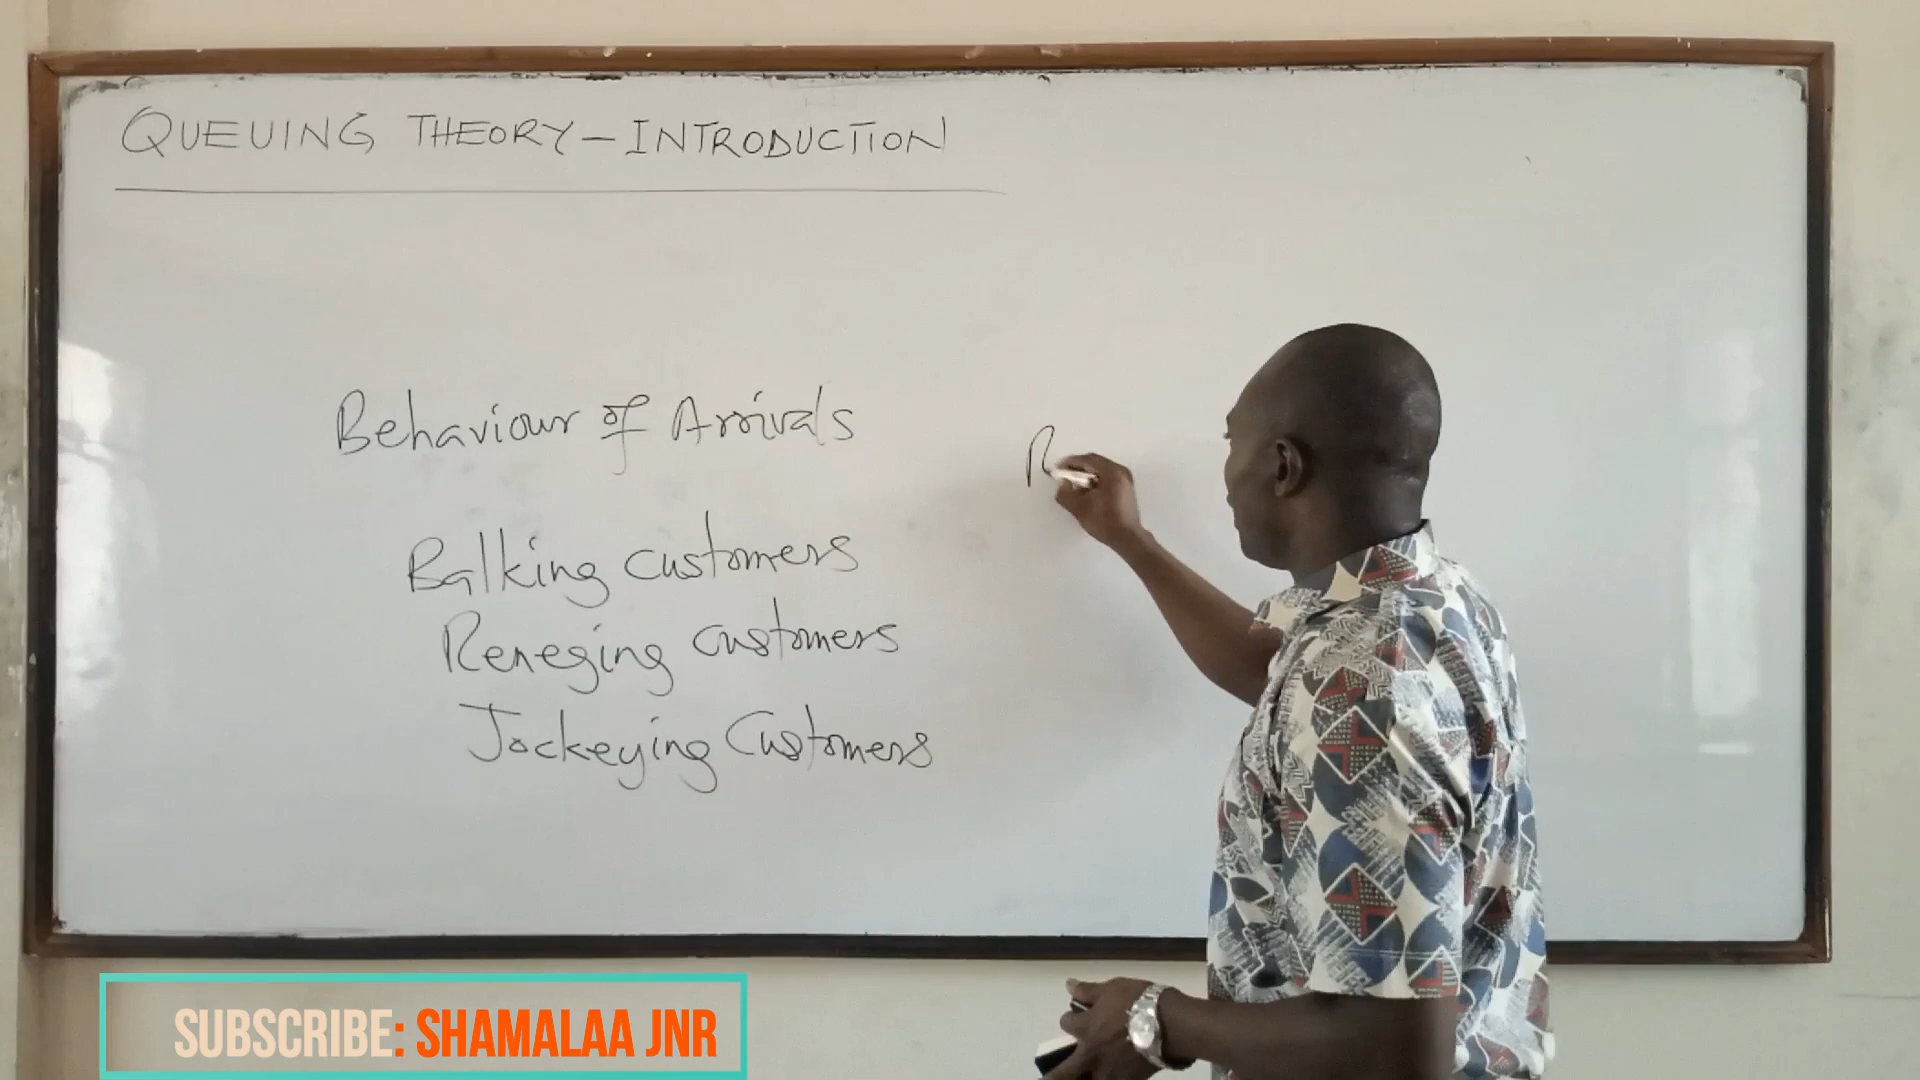 QUEUING THEORY – INTRODUCTION
Behaviour of Arrivals
Balking customers
Reneging customers
Jockeying Customers
SUBSCRIBE: SHAMALAA JNR